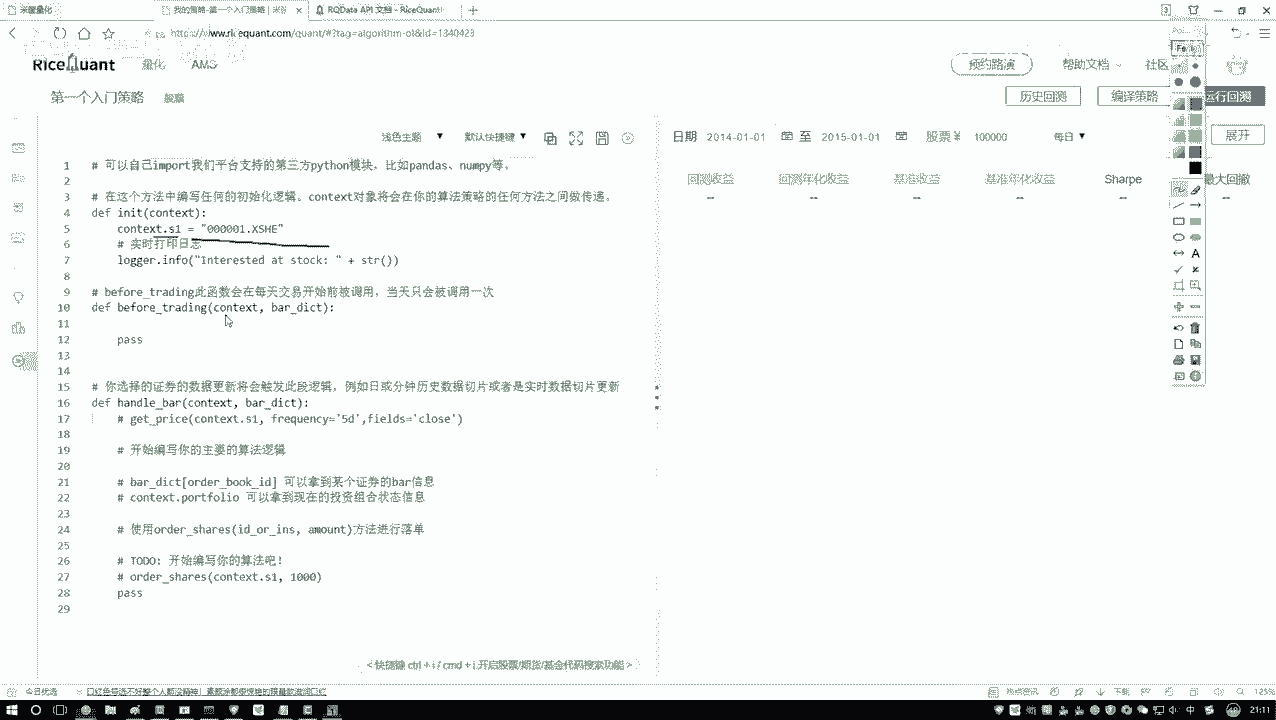 米筐量化
我的策略-第一个入门策略 | 米
RQData API 文档 - RiceQuant
RiceQuant
量化
AMS
预约路演
帮助文档
社区
第一个入门策略
历史回测
编译策略
运行回测
浅色主题
默认快捷键
日期 2014-01-01 至 2015-01-01 股票 ¥ 100000 每日
展开
回测收益 回测年化收益 基准收益 基准年化收益 Sharpe 最大回撤
-- -- -- -- -- --
1 # 可以自己import我们平台支持的第三方python模块，比如pandas、numpy等。
2
3 # 在这个方法中编写任何的初始化逻辑。context对象将会在你的算法策略的任何方法之间做传递。
4 def init(context):
5 context.s1 = "000001.XSHE"
6 # 实时打印日志
7 logger.info("Interested at stock: " + str())
8
9 # before_trading此函数会在每天交易开始前被调用，当天只会被调用一次
10 def before_trading(context, bar_dict):
11
12 pass
13
14
15 # 你选择的证券的数据更新将会触发此段逻辑，例如日或分钟历史数据切片或者是实时数据切片更新
16 def handle_bar(context, bar_dict):
17 # get_price(context.s1, frequency='5d',fields='close')
18
19 # 开始编写你的主要的算法逻辑
20
21 # bar_dict[order_book_id] 可以拿到某个证券的bar信息
22 # context.portfolio 可以拿到现在的投资组合状态信息
23
24 # 使用order_shares(id_or_ins, amount)方法进行落单
25
26 # TODO: 开始编写你的算法吧！
27 # order_shares(context.s1, 1000)
28 pass
29
<快捷键 ctrl + i / cmd + i,开启股票/期货/基金代码搜索功能 >
今日优选
热点资讯
下载
125%
中
21:11